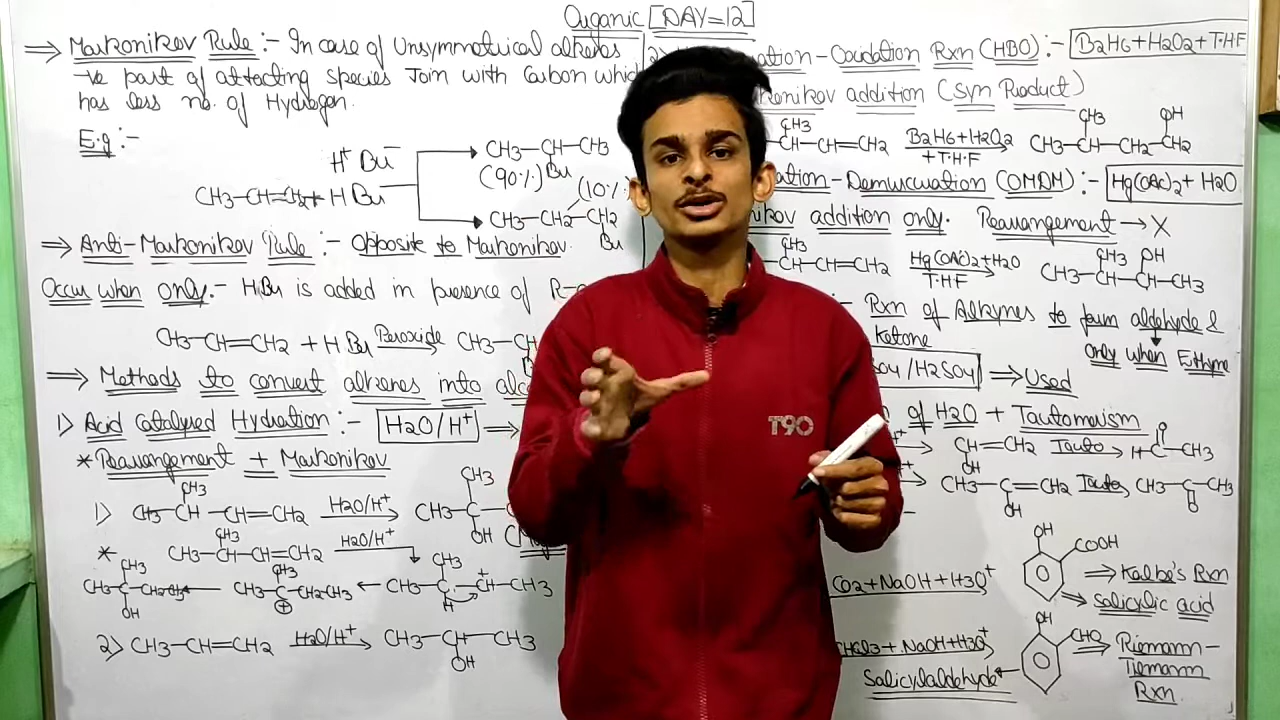 Organic [DAY=12]
⇒ Markonikov Rule :- In case of Unsymmetrical alkenes
-ve part of attacting species Join with Carbon which
has less no. of Hydrogen.
E.g :-
H⁺ Br⁻
CH3-CH=CH2 + H Br
CH3-CH-CH3
(90%) Br
(10%)
CH3-CH2-CH2
Br
⇒ Anti-Markonikov Rule :- Opposite to Markonikov.
Occur when only :- HBr is added in presence of R-O
CH3-CH=CH2 + H Br Peroxide CH3-CH
⇒ Methods to convert alkenes into alco
1) Acid Catalysed Hydration :- H2O/H⁺ ⇒
* Rearrangement + Markonikov
CH3
1) CH3-CH-CH=CH2 H2O/H⁺ CH3-C-
CH3
OH
CH3
* CH3-CH-CH=CH2 H2O/H⁺
CH3
CH3-C-CH2CH3
OH
CH3
CH3-C-CH2CH3
⊕
CH3
CH3-C-CH-CH3
+
H
2) CH3-CH=CH2 H2O/H⁺ CH3-CH-CH3
OH
2) ation-Oxidation Rxn (HBO) :- B2H6+H2O2+T·H·F
konikov addition (Syn Product)
CH3
CH-CH=CH2 B2H6+H2O2 + T·H·F CH3-CH-CH2-CH2
CH3 OH
ation-Demercuration (OMDM) :- Hg(OAc)2 + H2O
nikov addition only. Rearrangement → X
CH3
CH-CH=CH2 Hg(OAc)2+H2O T·H·F CH3-CH-CH-CH3
CH3 OH
:- Rxn of Alkynes to form aldehyde &
Ketone
Only when Ethyne
SO4/H2SO4 ⇒ Used
of H2O + Tautomerism
CH=CH2 Tauto H-C-CH3
OH O
CH3-C=CH2 Tauto CH3-C-CH3
OH O
CO2+NaOH+H3O⁺
OH
COOH
⇒ Kolbe's Rxn
⇒ Salicylic acid
CHCl3+NaOH+H3O⁺
OH
CHO
⇒ Riemann-
Tiemann
Rxn
Salicylaldehyde
T90